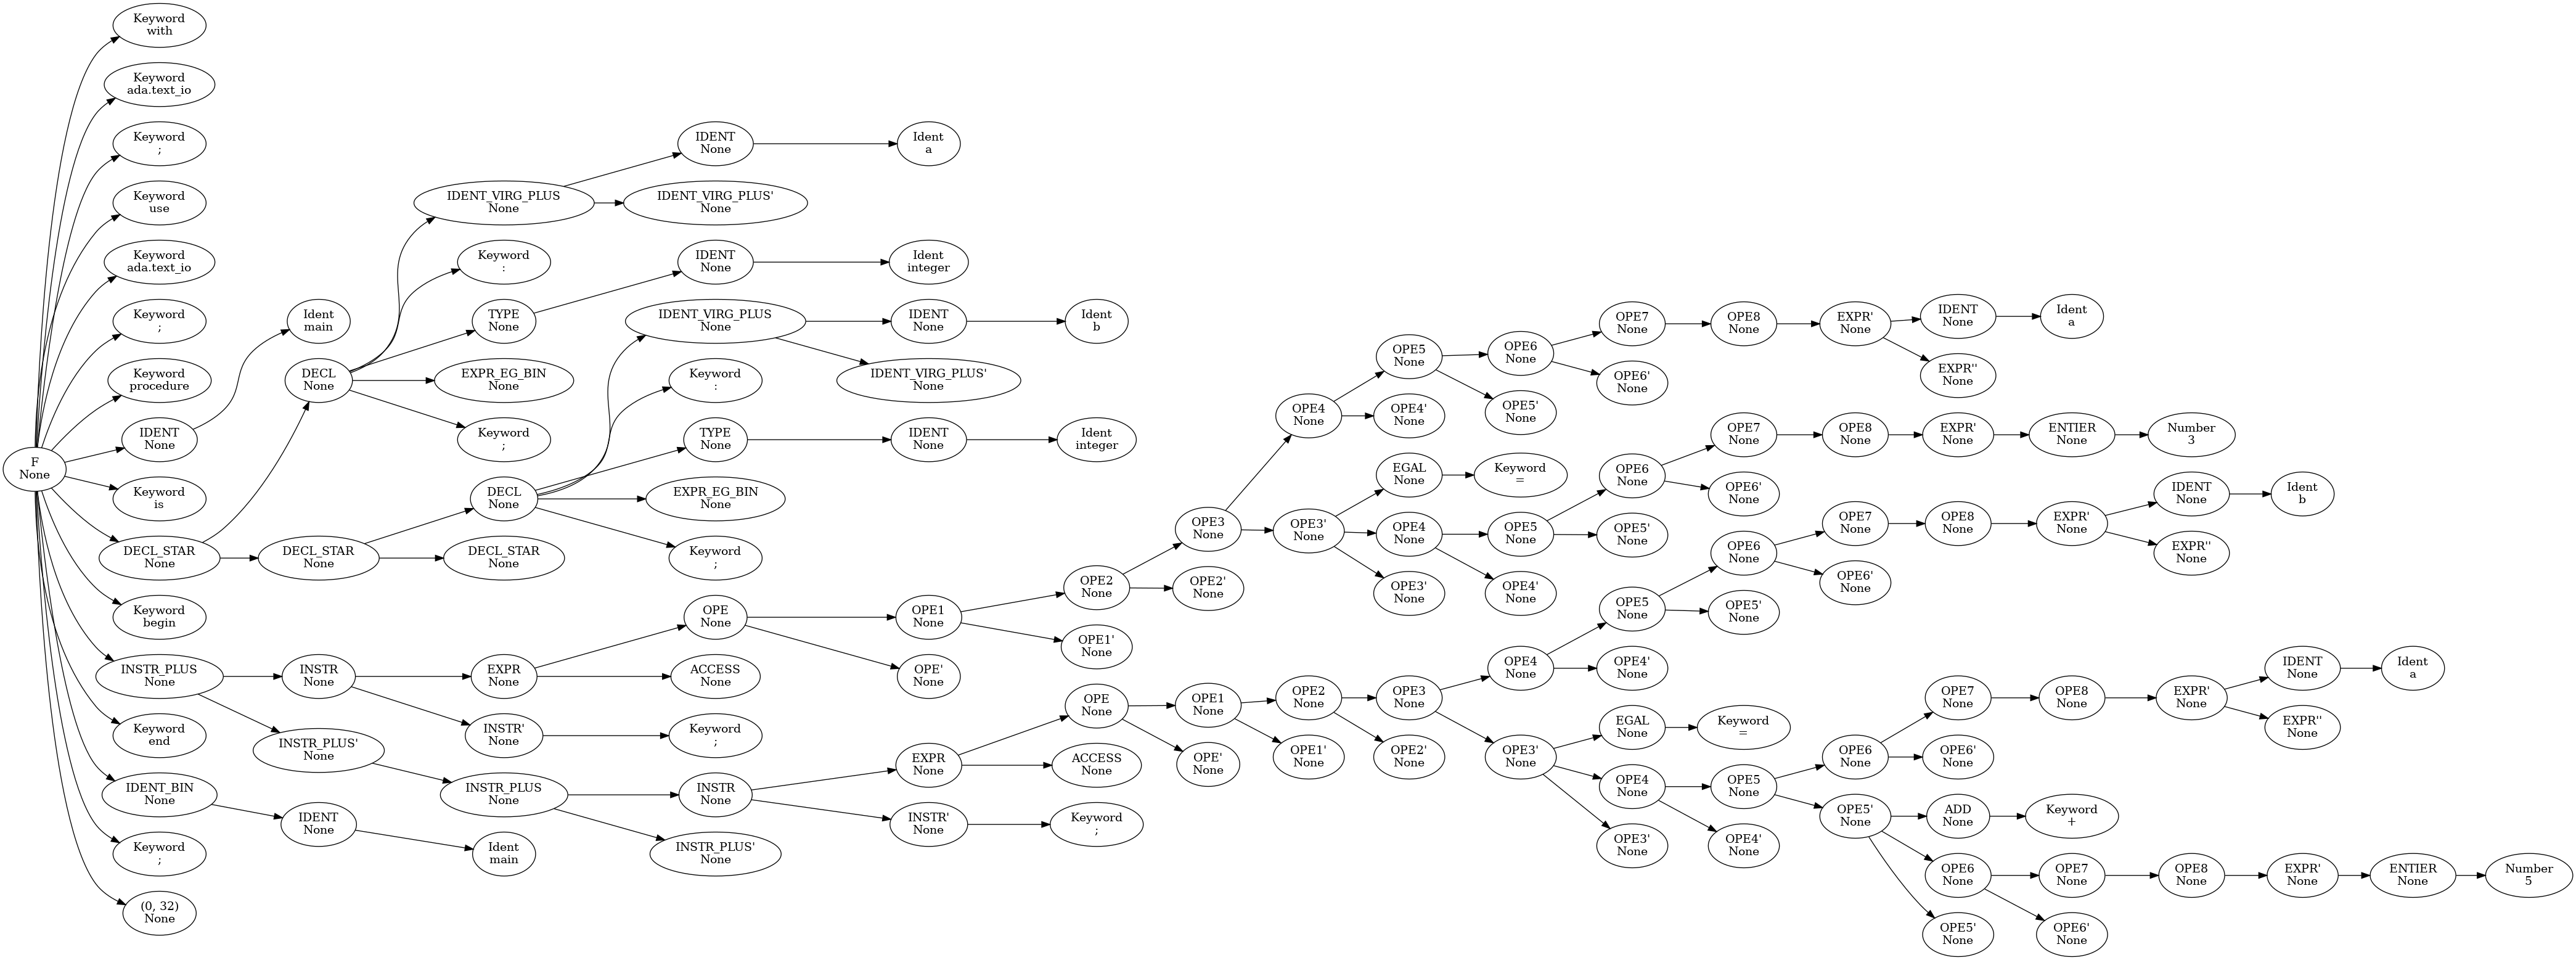 Keyword
with
Keyword
ada.text_io
Keyword
;
IDENT
None
Ident
a
Keyword
use
IDENT_VIRG_PLUS
None
IDENT_VIRG_PLUS'
None
Keyword
ada.text_io
Keyword
:
IDENT
None
Ident
integer
Keyword
;
Ident
main
TYPE
None
IDENT_VIRG_PLUS
None
IDENT
None
Ident
b
OPE7
None
OPE8
None
EXPR'
None
IDENT
None
Ident
a
OPE5
None
OPE6
None
Keyword
procedure
DECL
None
EXPR_EG_BIN
None
Keyword
:
IDENT_VIRG_PLUS'
None
OPE6'
None
EXPR''
None
OPE4
None
OPE4'
None
OPE5'
None
IDENT
None
Keyword
;
TYPE
None
IDENT
None
Ident
integer
OPE7
None
OPE8
None
EXPR'
None
ENTIER
None
Number
3
F
None
EGAL
None
Keyword
=
OPE6
None
Keyword
is
DECL
None
EXPR_EG_BIN
None
OPE6'
None
IDENT
None
Ident
b
OPE3
None
OPE3'
None
OPE4
None
OPE5
None
OPE5'
None
OPE7
None
OPE8
None
EXPR'
None
DECL_STAR
None
DECL_STAR
None
DECL_STAR
None
Keyword
;
OPE6
None
EXPR''
None
OPE2
None
OPE2'
None
OPE3'
None
OPE4'
None
OPE6'
None
Keyword
begin
OPE
None
OPE1
None
OPE5
None
OPE5'
None
OPE1'
None
INSTR_PLUS
None
INSTR
None
EXPR
None
ACCESS
None
OPE'
None
OPE4
None
OPE4'
None
IDENT
None
Ident
a
OPE
None
OPE1
None
OPE2
None
OPE3
None
OPE7
None
OPE8
None
EXPR'
None
Keyword
end
INSTR'
None
Keyword
;
EGAL
None
Keyword
=
EXPR''
None
INSTR_PLUS'
None
EXPR
None
ACCESS
None
OPE'
None
OPE1'
None
OPE2'
None
OPE3'
None
OPE6
None
OPE6'
None
IDENT_BIN
None
INSTR_PLUS
None
INSTR
None
OPE4
None
OPE5
None
IDENT
None
INSTR'
None
Keyword
;
OPE5'
None
ADD
None
Keyword
+
Keyword
;
Ident
main
INSTR_PLUS'
None
OPE3'
None
OPE4'
None
OPE6
None
OPE7
None
OPE8
None
EXPR'
None
ENTIER
None
Number
5
(0, 32)
None
OPE5'
None
OPE6'
None